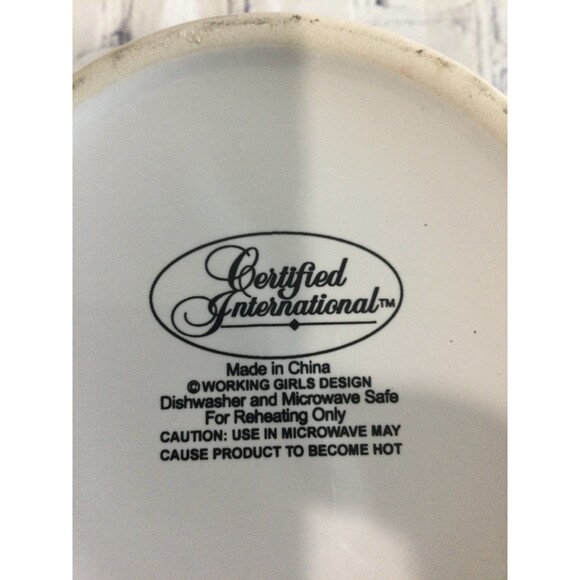 Certified
International™
Made in China
© WORKING GIRLS DESIGN
Dishwasher and Microwave Safe
For Reheating Only
CAUTION: USE IN MICROWAVE MAY
CAUSE PRODUCT TO BECOME HOT